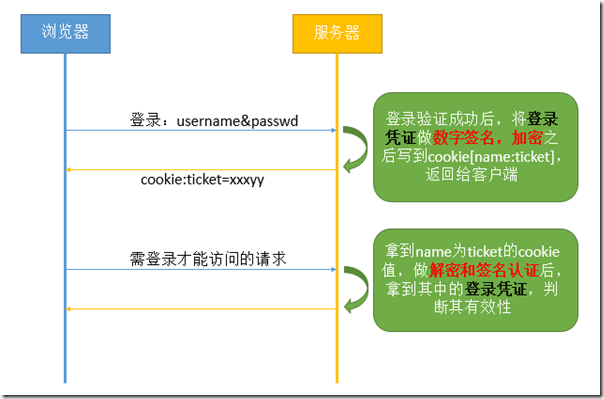 浏览器
服务器
登录：username&passwd
登录验证成功后，将登录
凭证做数字签名，加密之
后写到cookie[name:ticket]，
返回给客户端
cookie:ticket=xxxyy
需登录才能访问的请求
拿到name为ticket的cookie
值，做解密和签名认证后，
拿到其中的登录凭证，判
断其有效性